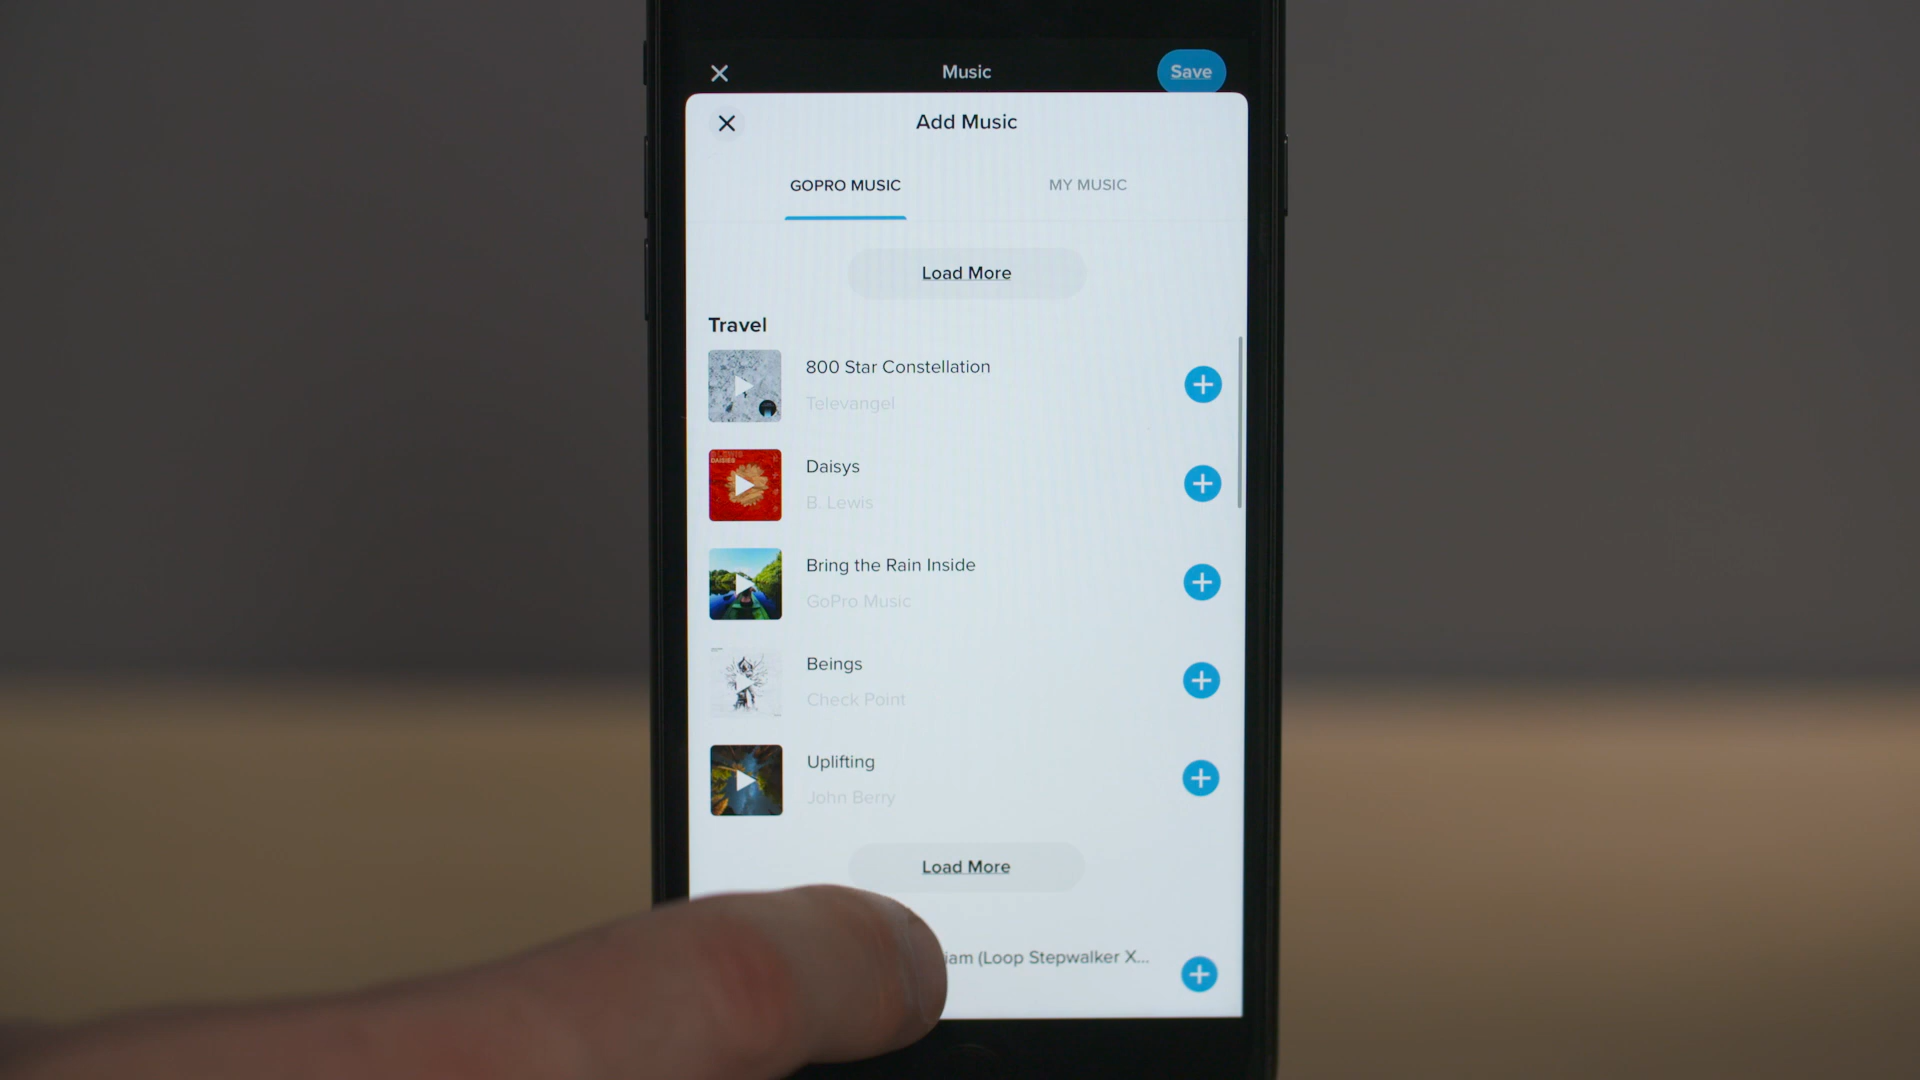 Music
Save
Add Music
GOPRO MUSIC
MY MUSIC
Load More
Travel
800 Star Constellation
Televangel
Daisys
B. Lewis
DAISIES
Bring the Rain Inside
GoPro Music
Beings
Check Point
Uplifting
John Berry
Load More
(Loop Stepwalker X...